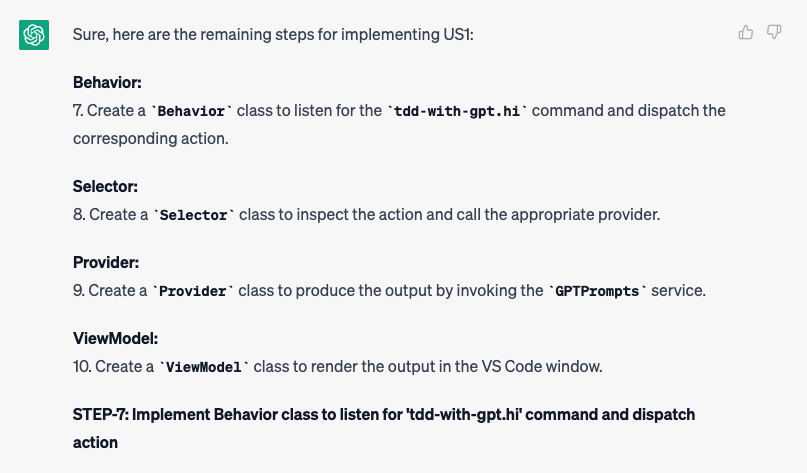 Sure, here are the remaining steps for implementing US1:
Behavior:
7. Create a `Behavior` class to listen for the `tdd-with-gpt.hi` command and dispatch the
corresponding action.
Selector:
8. Create a `Selector` class to inspect the action and call the appropriate provider.
Provider:
9. Create a `Provider` class to produce the output by invoking the `GPTPrompts` service.
ViewModel:
10. Create a `ViewModel` class to render the output in the VS Code window.
STEP-7: Implement Behavior class to listen for 'tdd-with-gpt.hi' command and dispatch
action